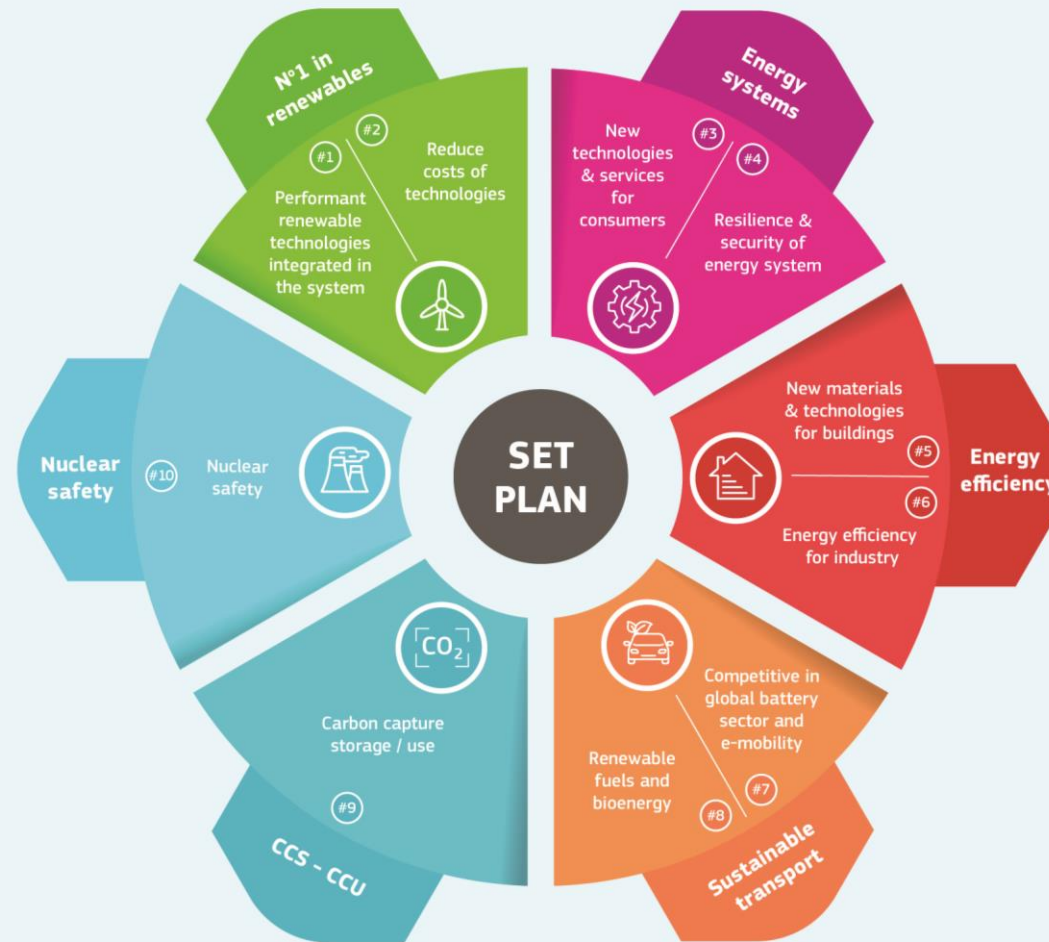 N°1 in
renewables
#1
Performant
renewable
technologies
integrated in
the system
#2
Reduce
costs of
technologies
Energy
systems
#3
New
technologies
& services
for
consumers
#4
Resilience &
security of
energy system
Energy
efficiency
New materials
& technologies
for buildings
#5
#6
Energy efficiency
for industry
Competitive in
global battery
sector and
e-mobility
#7
Renewable
fuels and
bioenergy
#8
Sustainable
transport
CO₂
Carbon capture
storage / use
#9
CCS - CCU
Nuclear
safety
#10
Nuclear
safety
SET
PLAN